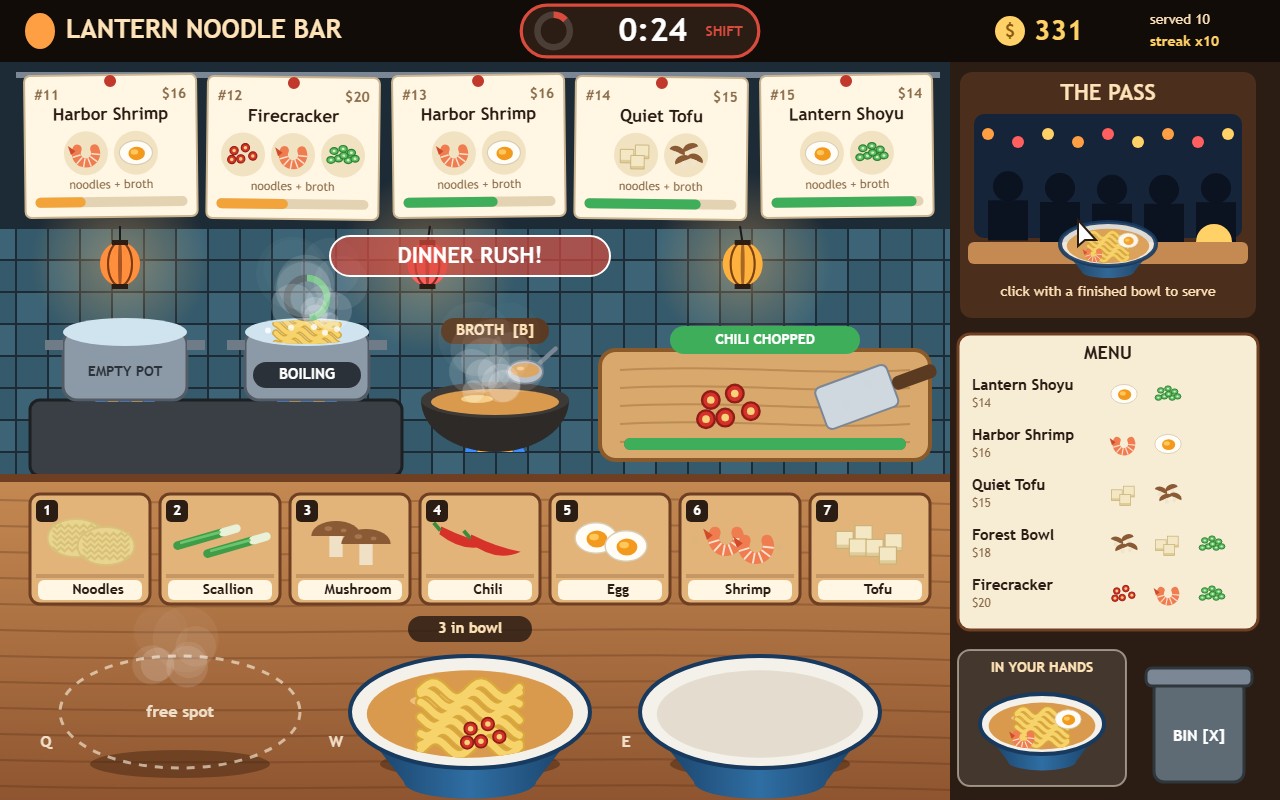 LANTERN NOODLE BAR
0:24 SHIFT
$ 331
served 10
streak x10
#11 $16
Harbor Shrimp
noodles + broth
#12 $20
Firecracker
noodles + broth
#13 $16
Harbor Shrimp
noodles + broth
#14 $15
Quiet Tofu
noodles + broth
#15 $14
Lantern Shoyu
noodles + broth
THE PASS
click with a finished bowl to serve
DINNER RUSH!
EMPTY POT
BOILING
BROTH [B]
CHILI CHOPPED
MENU
Lantern Shoyu
$14
Harbor Shrimp
$16
Quiet Tofu
$15
Forest Bowl
$18
Firecracker
$20
1
Noodles
2
Scallion
3
Mushroom
4
Chili
5
Egg
6
Shrimp
7
Tofu
3 in bowl
free spot
Q
W
E
IN YOUR HANDS
BIN [X]